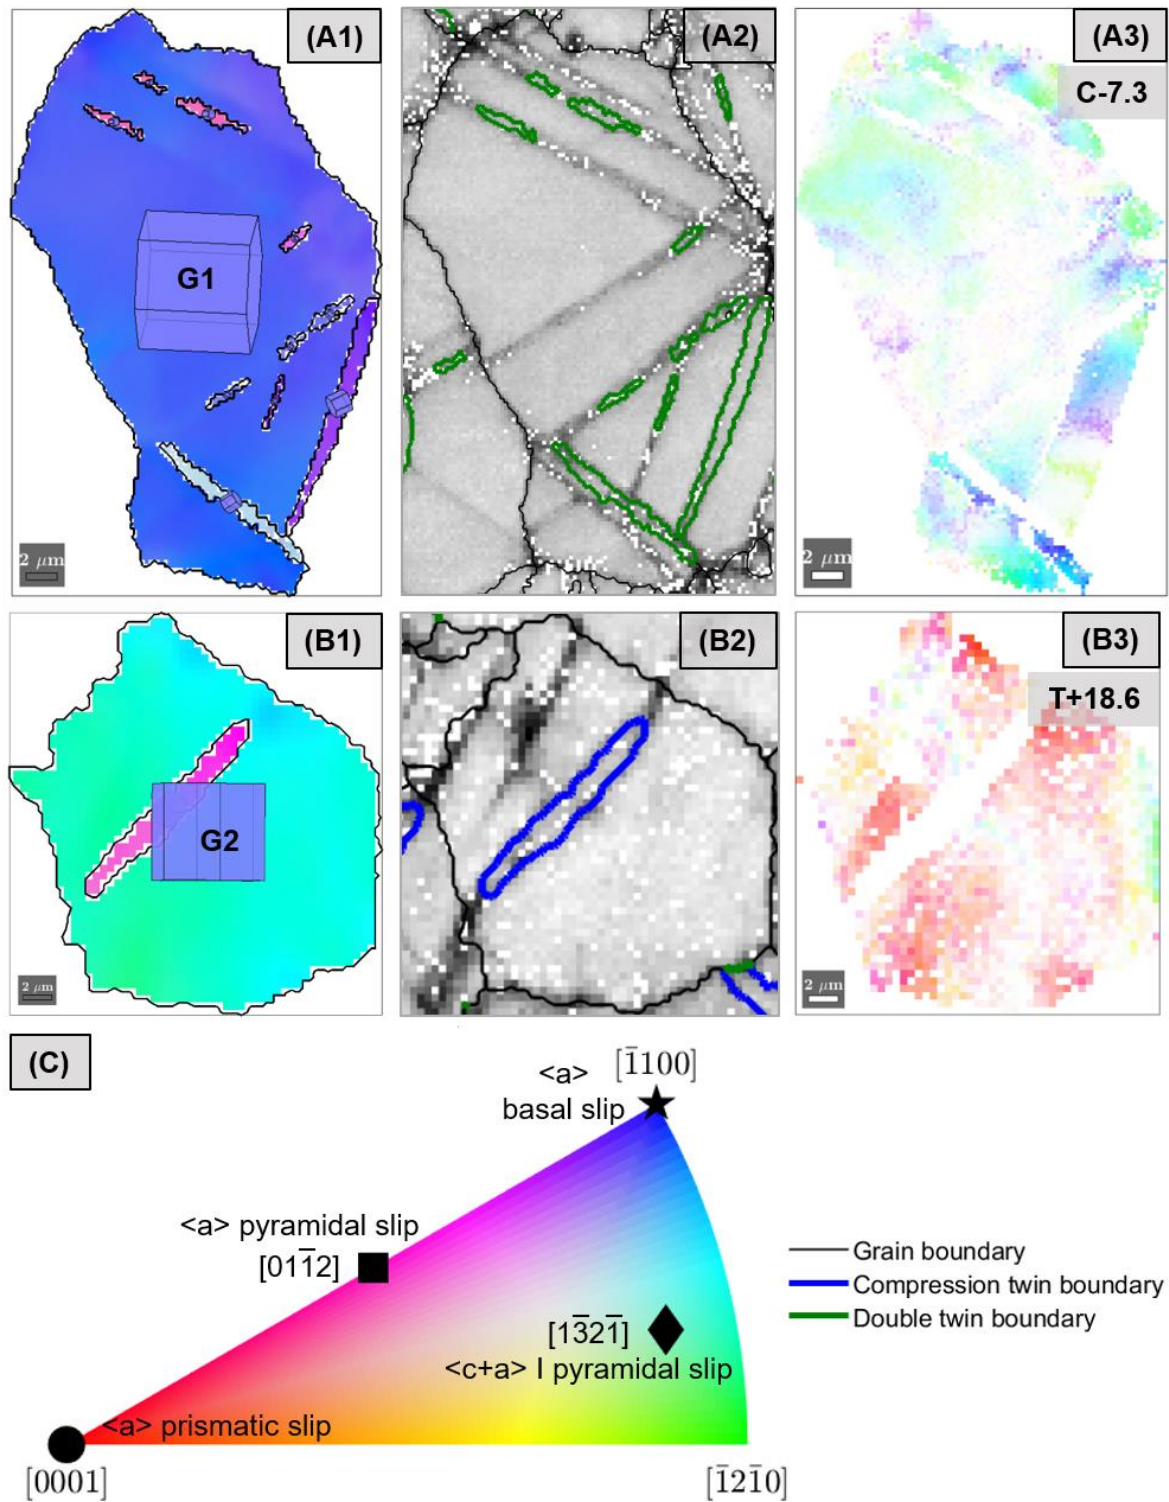 (A1)
(A2)
(A3)
C-7.3
G1
2 μm
2 μm
(B1)
(B2)
(B3)
T+18.6
G2
2 μm
2 μm
(C)
<a>
basal slip
[1̅100]
<a> pyramidal slip
[011̅2]
[13̅21̅]
<c+a> I pyramidal slip
<a> prismatic slip
[0001]
[1̅21̅0]
Grain boundary
Compression twin boundary
Double twin boundary